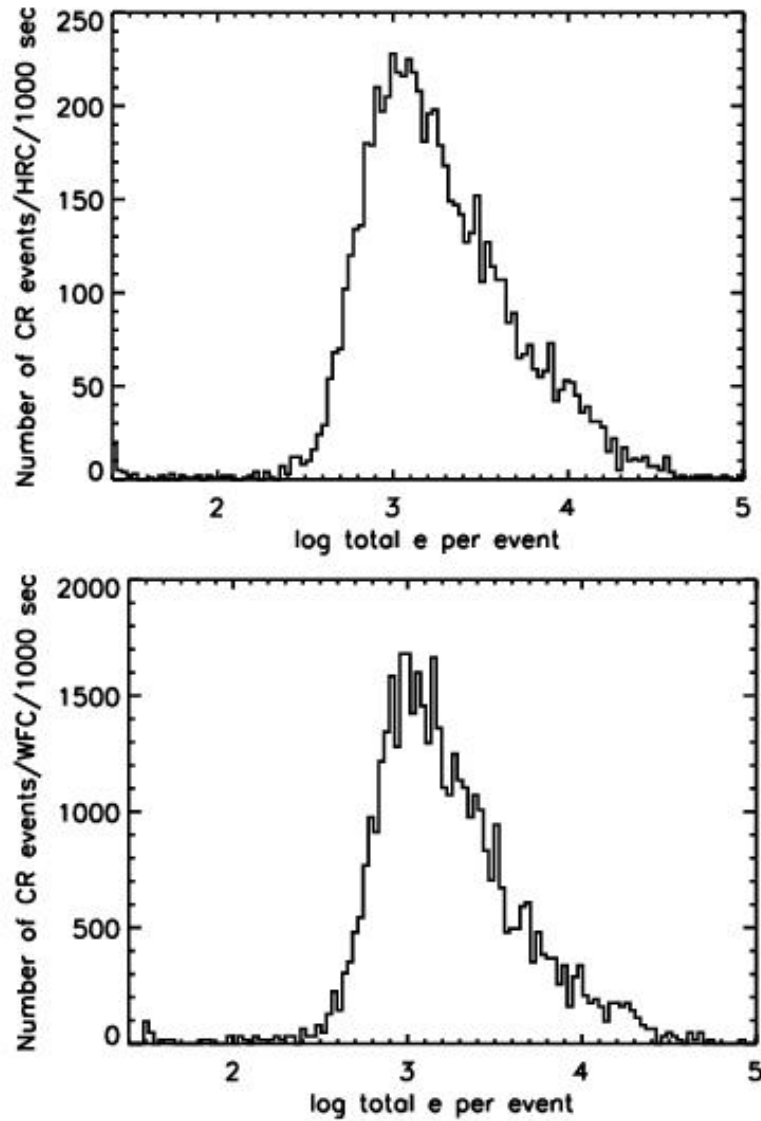 250
200
150
100
50
0
Number of CR events/HRC/1000 sec
2 3 4 5
log total e per event
2000
1500
1000
500
0
Number of CR events/WFC/1000 sec
2 3 4 5
log total e per event